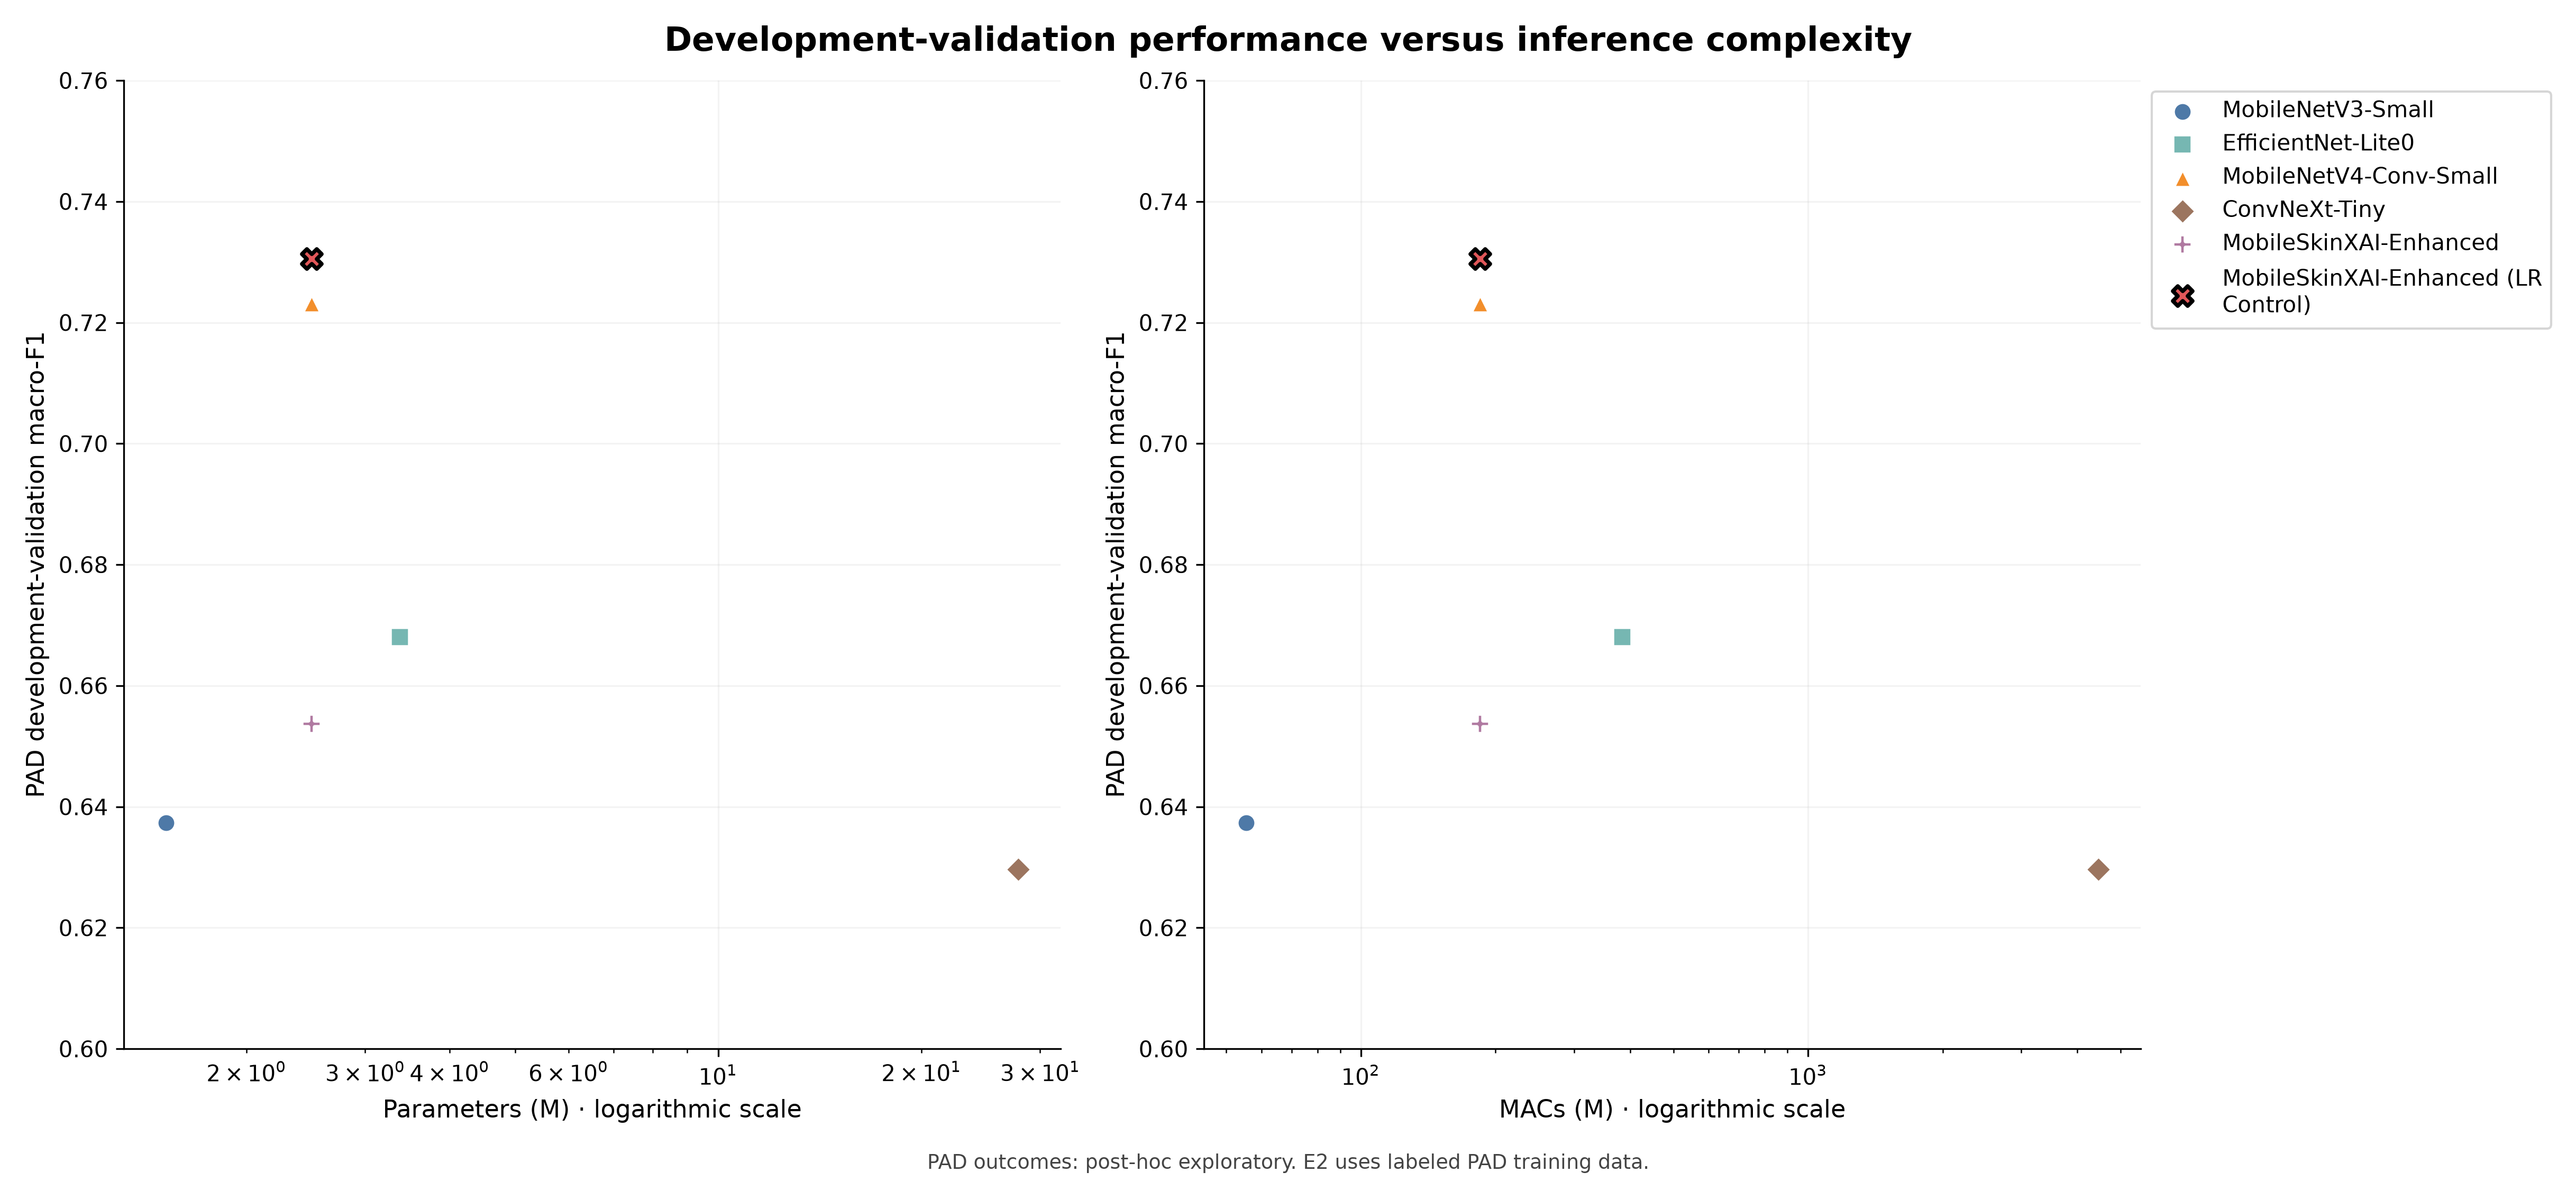 Development-validation performance versus inference complexity
0.76
0.74
0.72
0.70
0.68
0.66
0.64
0.62
0.60
PAD development-validation macro-F1
2 × 10⁰
3 × 10⁰
4 × 10⁰
6 × 10⁰
10¹
2 × 10¹
3 × 10¹
Parameters (M) · logarithmic scale
0.76
0.74
0.72
0.70
0.68
0.66
0.64
0.62
0.60
PAD development-validation macro-F1
10²
10³
MACs (M) · logarithmic scale
MobileNetV3-Small
EfficientNet-Lite0
MobileNetV4-Conv-Small
ConvNeXt-Tiny
MobileSkinXAI-Enhanced
MobileSkinXAI-Enhanced (LR
Control)
PAD outcomes: post-hoc exploratory. E2 uses labeled PAD training data.